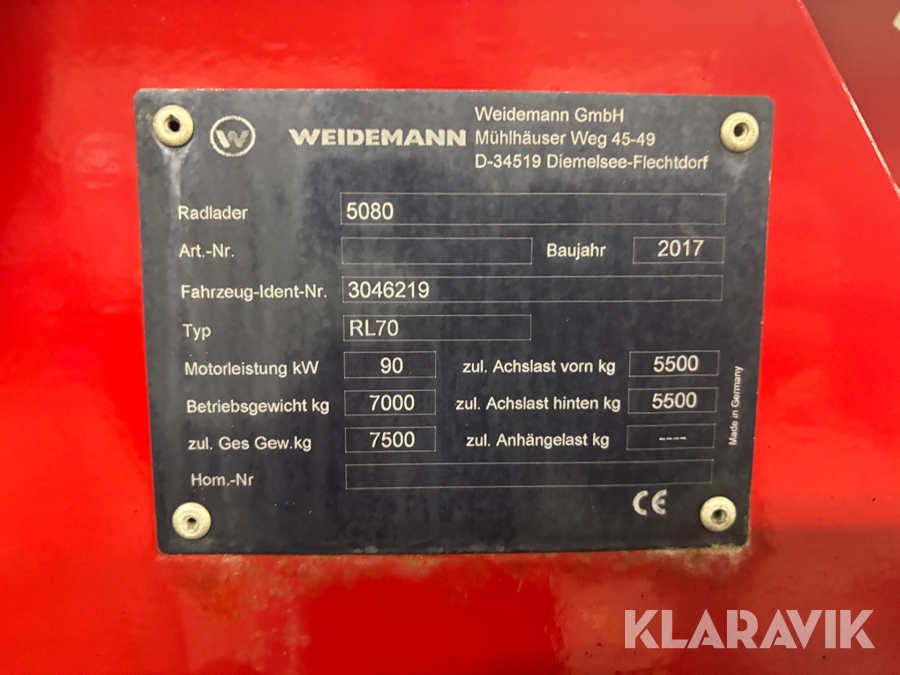 W WEIDEMANN
Weidemann GmbH
Mühlhäuser Weg 45-49
D-34519 Diemelsee-Flechtdorf
Radlader 5080
Art.-Nr. Baujahr 2017
Fahrzeug-Ident-Nr. 3046219
Typ RL70
Motorleistung kW 90 zul. Achslast vorn kg 5500
Betriebsgewicht kg 7000 zul. Achslast hinten kg 5500
zul. Ges Gew.kg 7500 zul. Anhängelast kg ----
Hom.-Nr
Made in Germany
CE
KLARAVIK